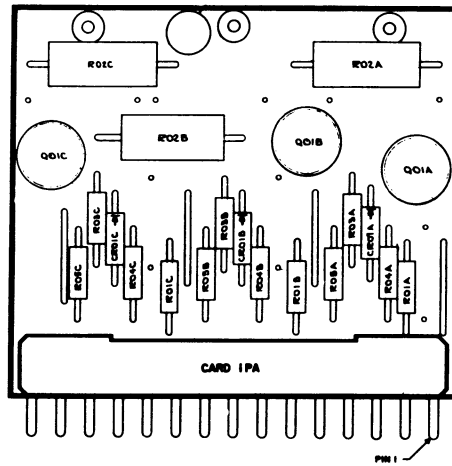 R02C
R02A
R02B
Q01C
Q01B
Q01A
R03C
CR01C
R03B
CR01B
R03A
CR01A
R05C
R04C
R01C
R05B
R04B
R01B
R05A
R04A
R01A
CARD IPA
PIN 1